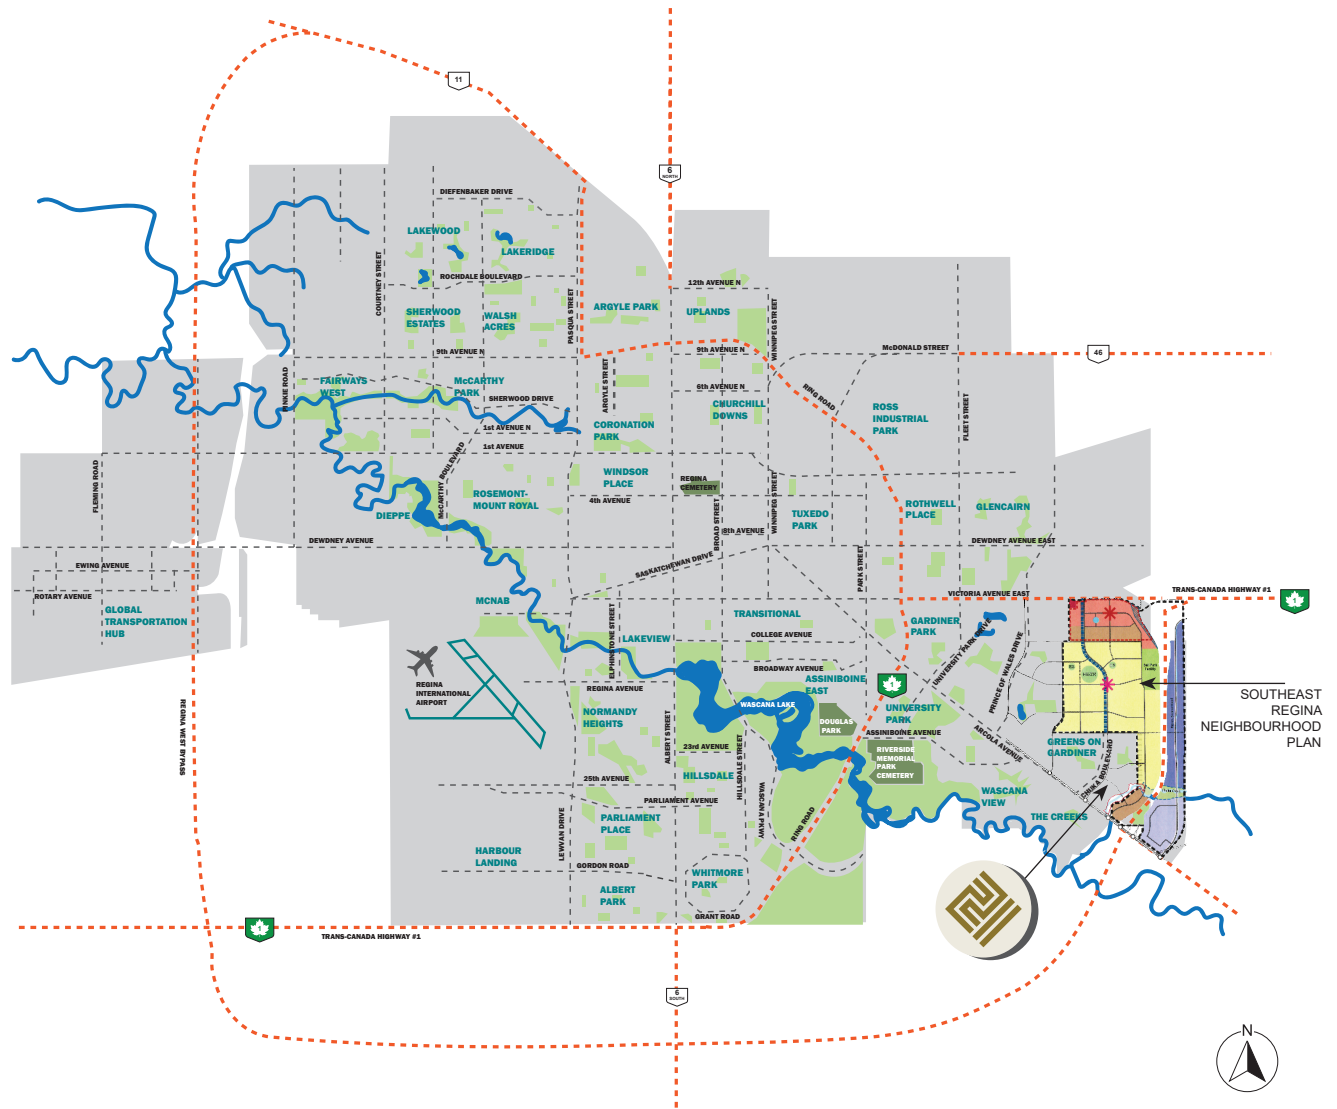 11
6
NORTH
DIEFENBAKER DRIVE
LAKEWOOD
LAKERIDGE
COURTNEY STREET
ROCHDALE BOULEVARD
12th AVENUE N
PASQUA STREET
ARGYLE PARK
UPLANDS
WINNIPEG STREET
SHERWOOD
ESTATES
WALSH
ACRES
9th AVENUE N
9th AVENUE N
McDONALD STREET
46
PINKIE ROAD
FAIRWAYS
WEST
McCARTHY
PARK
ARGYLE STREET
6th AVENUE N
RING ROAD
SHERWOOD DRIVE
CHURCHILL
DOWNS
ROSS
INDUSTRIAL
PARK
FLEET STREET
1st AVENUE N
CORONATION
PARK
1st AVENUE
McCARTHY BOULEVARD
FLEMING ROAD
WINDSOR
PLACE
REGINA
CEMETERY
WINNIPEG STREET
ROSEMONT-
MOUNT ROYAL
4th AVENUE
BROAD STREET
TUXEDO
PARK
ROTHWELL
PLACE
GLENCAIRN
DIEPPE
8th AVENUE
DEWDNEY AVENUE
DEWDNEY AVENUE EAST
SASKATCHEWAN DRIVE
PARK STREET
EWING AVENUE
ROTARY AVENUE
GLOBAL
TRANSPORTATION
HUB
MCNAB
VICTORIA AVENUE EAST
TRANS-CANADA HIGHWAY #1
1
ELPHINSTONE STREET
TRANSITIONAL
GARDINER
PARK
COLLEGE AVENUE
LAKEVIEW
UNIVERSITY PARK DRIVE
PRINCE OF WALES DRIVE
BROADWAY AVENUE
ASSINIBOINE
EAST
REGINA
INTERNATIONAL
AIRPORT
REGINA AVENUE
1
SOUTHEAST
REGINA
NEIGHBOURHOOD
PLAN
WASCANA LAKE
NORMANDY
HEIGHTS
DOUGLAS
PARK
UNIVERSITY
PARK
REGINA WEST BYPASS
ALBERT STREET
HILLSDALE STREET
ASSINIBOINE AVENUE
ARCOLA AVENUE
23rd AVENUE
RIVERSIDE
MEMORIAL
PARK
CEMETERY
GREENS ON
GARDINER
CHUKA BOULEVARD
25th AVENUE
HILLSDALE
WASCANA PKWY
WASCANA
VIEW
PARLIAMENT AVENUE
PARLIAMENT
PLACE
RING ROAD
THE CREEKS
LEWVAN DRIVE
HARBOUR
LANDING
GORDON ROAD
WHITMORE
PARK
ALBERT
PARK
GRANT ROAD
1
TRANS-CANADA HIGHWAY #1
6
SOUTH
N